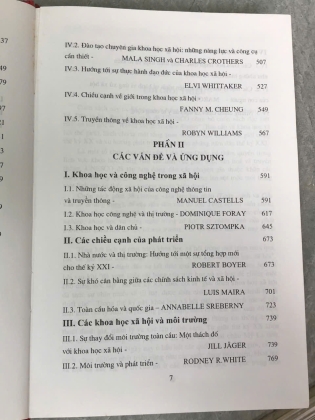 IV.2. Đào tạo chuyên gia khoa học xã hội: những năng lực và công cụ
cần thiết - MALA SINGH và CHARLES CROTHERS 507
IV.3. Hướng tới sự thực hành đạo đức của khoa học xã hội -
ELVI WHITTAKER 527
IV.4. Chiều cạnh về giới trong khoa học xã hội -
FANNY M. CHEUNG 549
IV.5. Truyền thông về khoa học xã hội -
ROBYN WILLIAMS 567
PHẦN II
CÁC VẤN ĐỀ VÀ ỨNG DỤNG
I. Khoa học và công nghệ trong xã hội 591
I.1. Những tác động xã hội của công nghệ thông tin
và truyền thông - MANUEL CASTELLS 591
I.2. Khoa học công nghệ và thị trường - DOMINIQUE FORAY 617
I.3. Khoa học và dân chủ - PIOTR SZTOMPKA 645
II. Các chiều cạnh của phát triển 673
II.1. Nhà nước và thị trường: Hướng tới một sự tổng hợp mới
cho thế kỷ XXI - ROBERT BOYER 673
II.2. Sự khó cân bằng giữa các chính sách kinh tế và xã hội -
LUIS MAIRA 701
II.3. Toàn cầu hóa và quốc gia – ANNABELLE SREBERNY 723
III. Các khoa học xã hội và môi trường 739
III.1. Sự thay đổi môi trường toàn cầu: Một thách đố
với khoa học xã hội - JILL JÄGER 739
III.2. Môi trường và phát triển - RODNEY R.WHITE 769
7